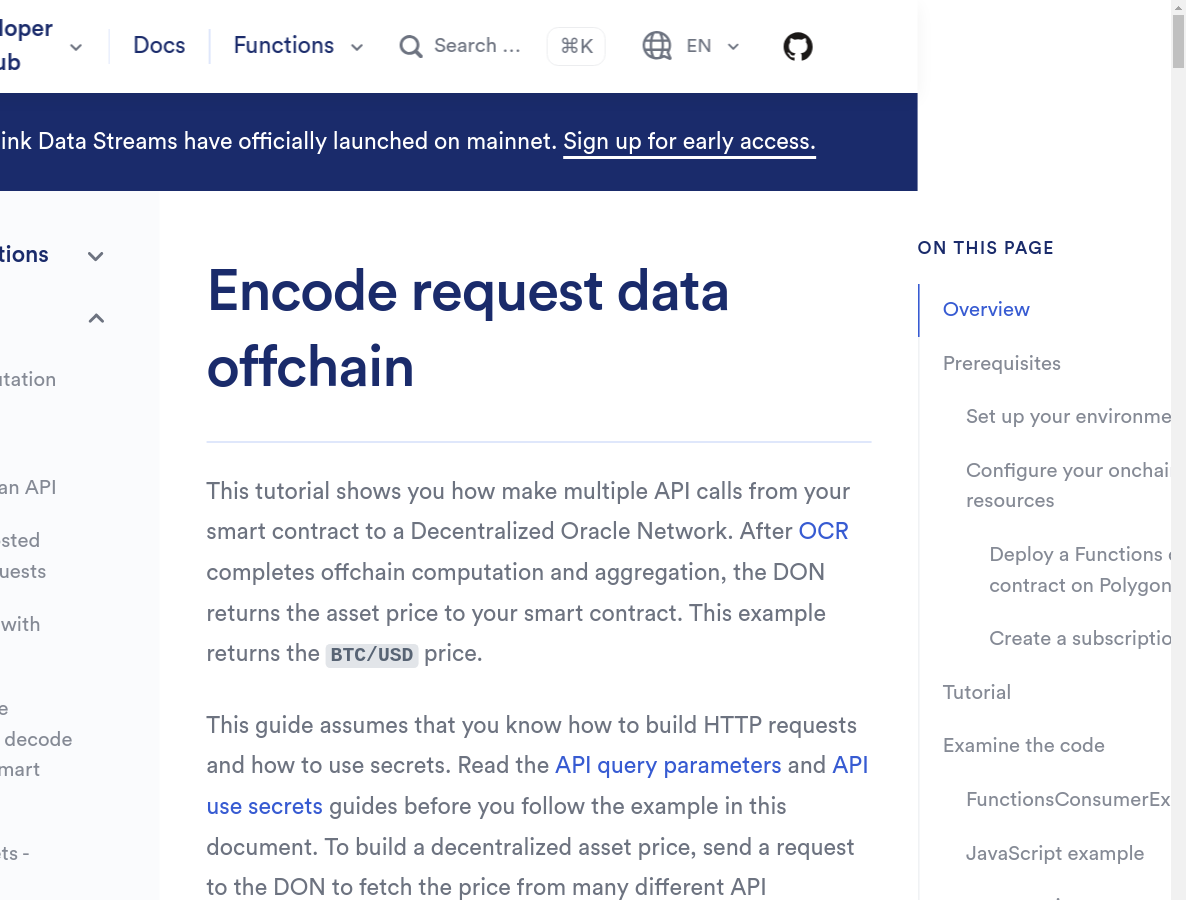 loper
ub
Docs
Functions
Search ...
⌘K
EN
ink Data Streams have officially launched on mainnet. Sign up for early access.
tions
utation
an API
sted
uests
with
e
decode
mart
ts -
Encode request data
offchain
This tutorial shows you how make multiple API calls from your
smart contract to a Decentralized Oracle Network. After OCR
completes offchain computation and aggregation, the DON
returns the asset price to your smart contract. This example
returns the BTC/USD price.
This guide assumes that you know how to build HTTP requests
and how to use secrets. Read the API query parameters and API
use secrets guides before you follow the example in this
document. To build a decentralized asset price, send a request
to the DON to fetch the price from many different API
ON THIS PAGE
Overview
Prerequisites
Set up your environme
Configure your onchai
resources
Deploy a Functions c
contract on Polygon
Create a subscriptio
Tutorial
Examine the code
FunctionsConsumerEx
JavaScript example